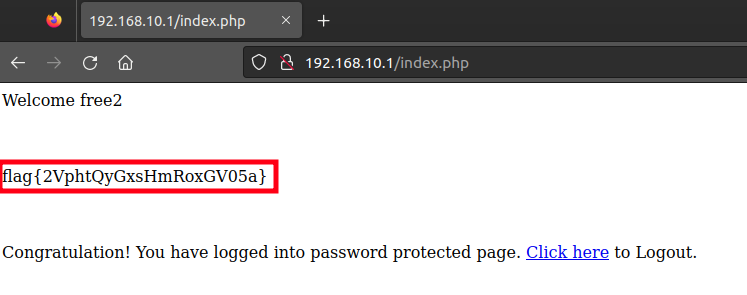 192.168.10.1/index.php
192.168.10.1/index.php
Welcome free2
flag{2VphtQyGxsHmRoxGV05a}
Congratulation! You have logged into password protected page. Click here to Logout.